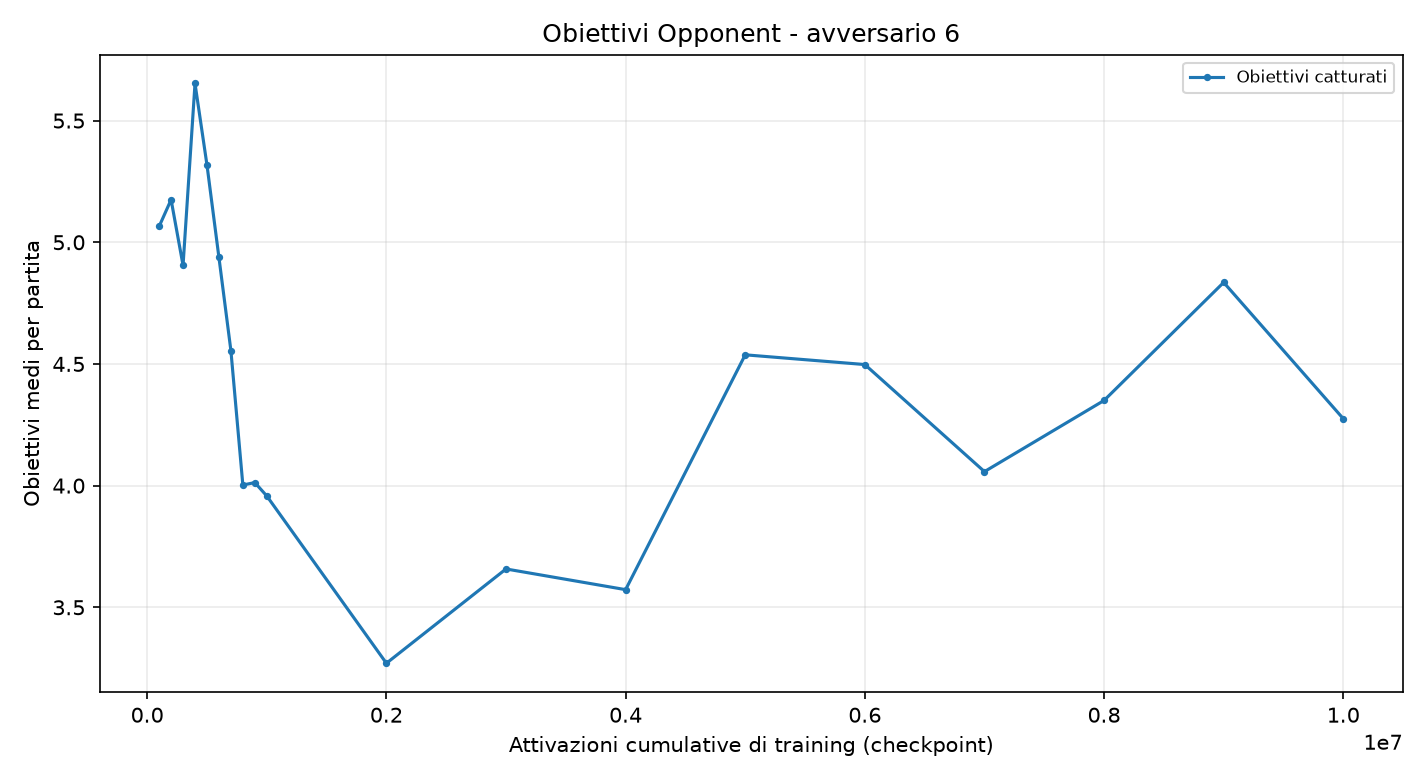 Obiettivi Opponent - avversario 6
Obiettivi catturati
Obiettivi medi per partita
5.5
5.0
4.5
4.0
3.5
0.0 0.2 0.4 0.6 0.8 1.0
1e7
Attivazioni cumulative di training (checkpoint)